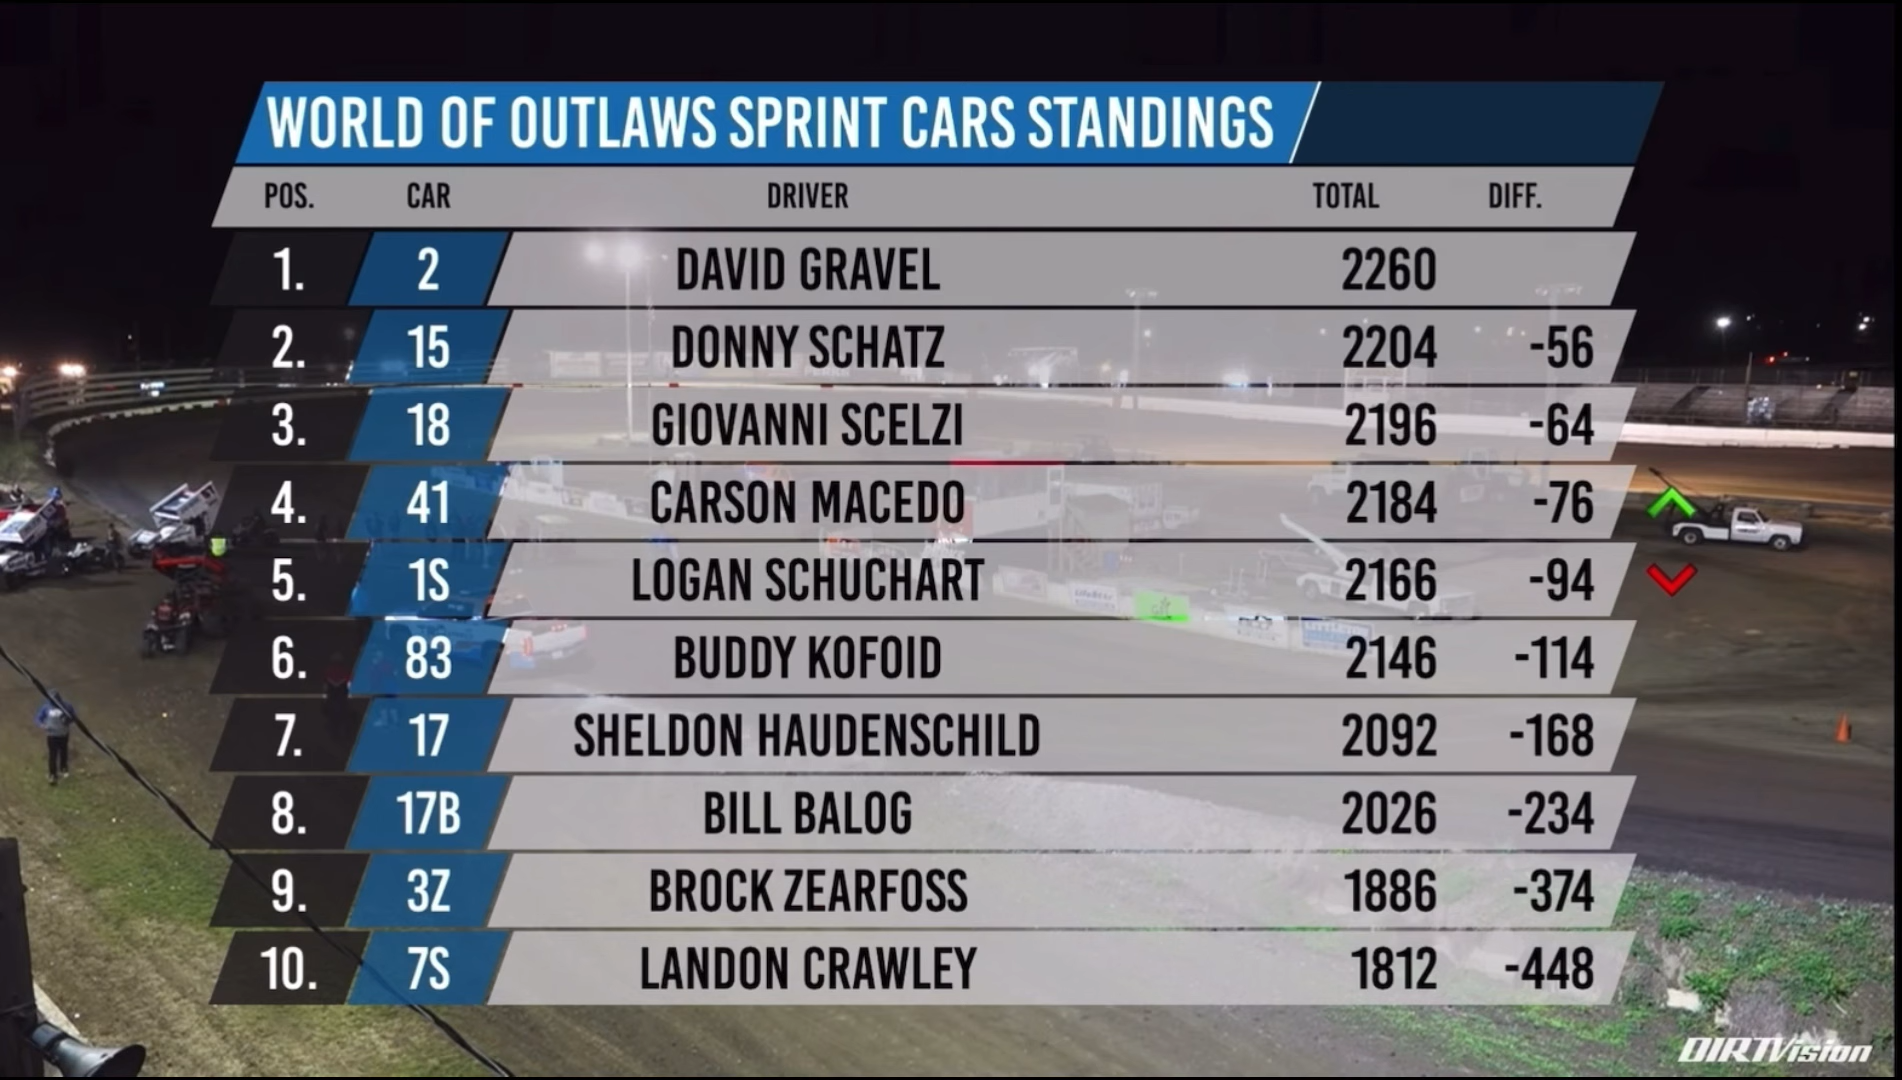 WORLD OF OUTLAWS SPRINT CARS STANDINGS
POS. CAR DRIVER TOTAL DIFF.
1. 2 DAVID GRAVEL 2260
2. 15 DONNY SCHATZ 2204 -56
3. 18 GIOVANNI SCELZI 2196 -64
4. 41 CARSON MACEDO 2184 -76
5. 1S LOGAN SCHUCHART 2166 -94
6. 83 BUDDY KOFOID 2146 -114
7. 17 SHELDON HAUDENSCHILD 2092 -168
8. 17B BILL BALOG 2026 -234
9. 3Z BROCK ZEARFOSS 1886 -374
10. 7S LANDON CRAWLEY 1812 -448
DIRTVision